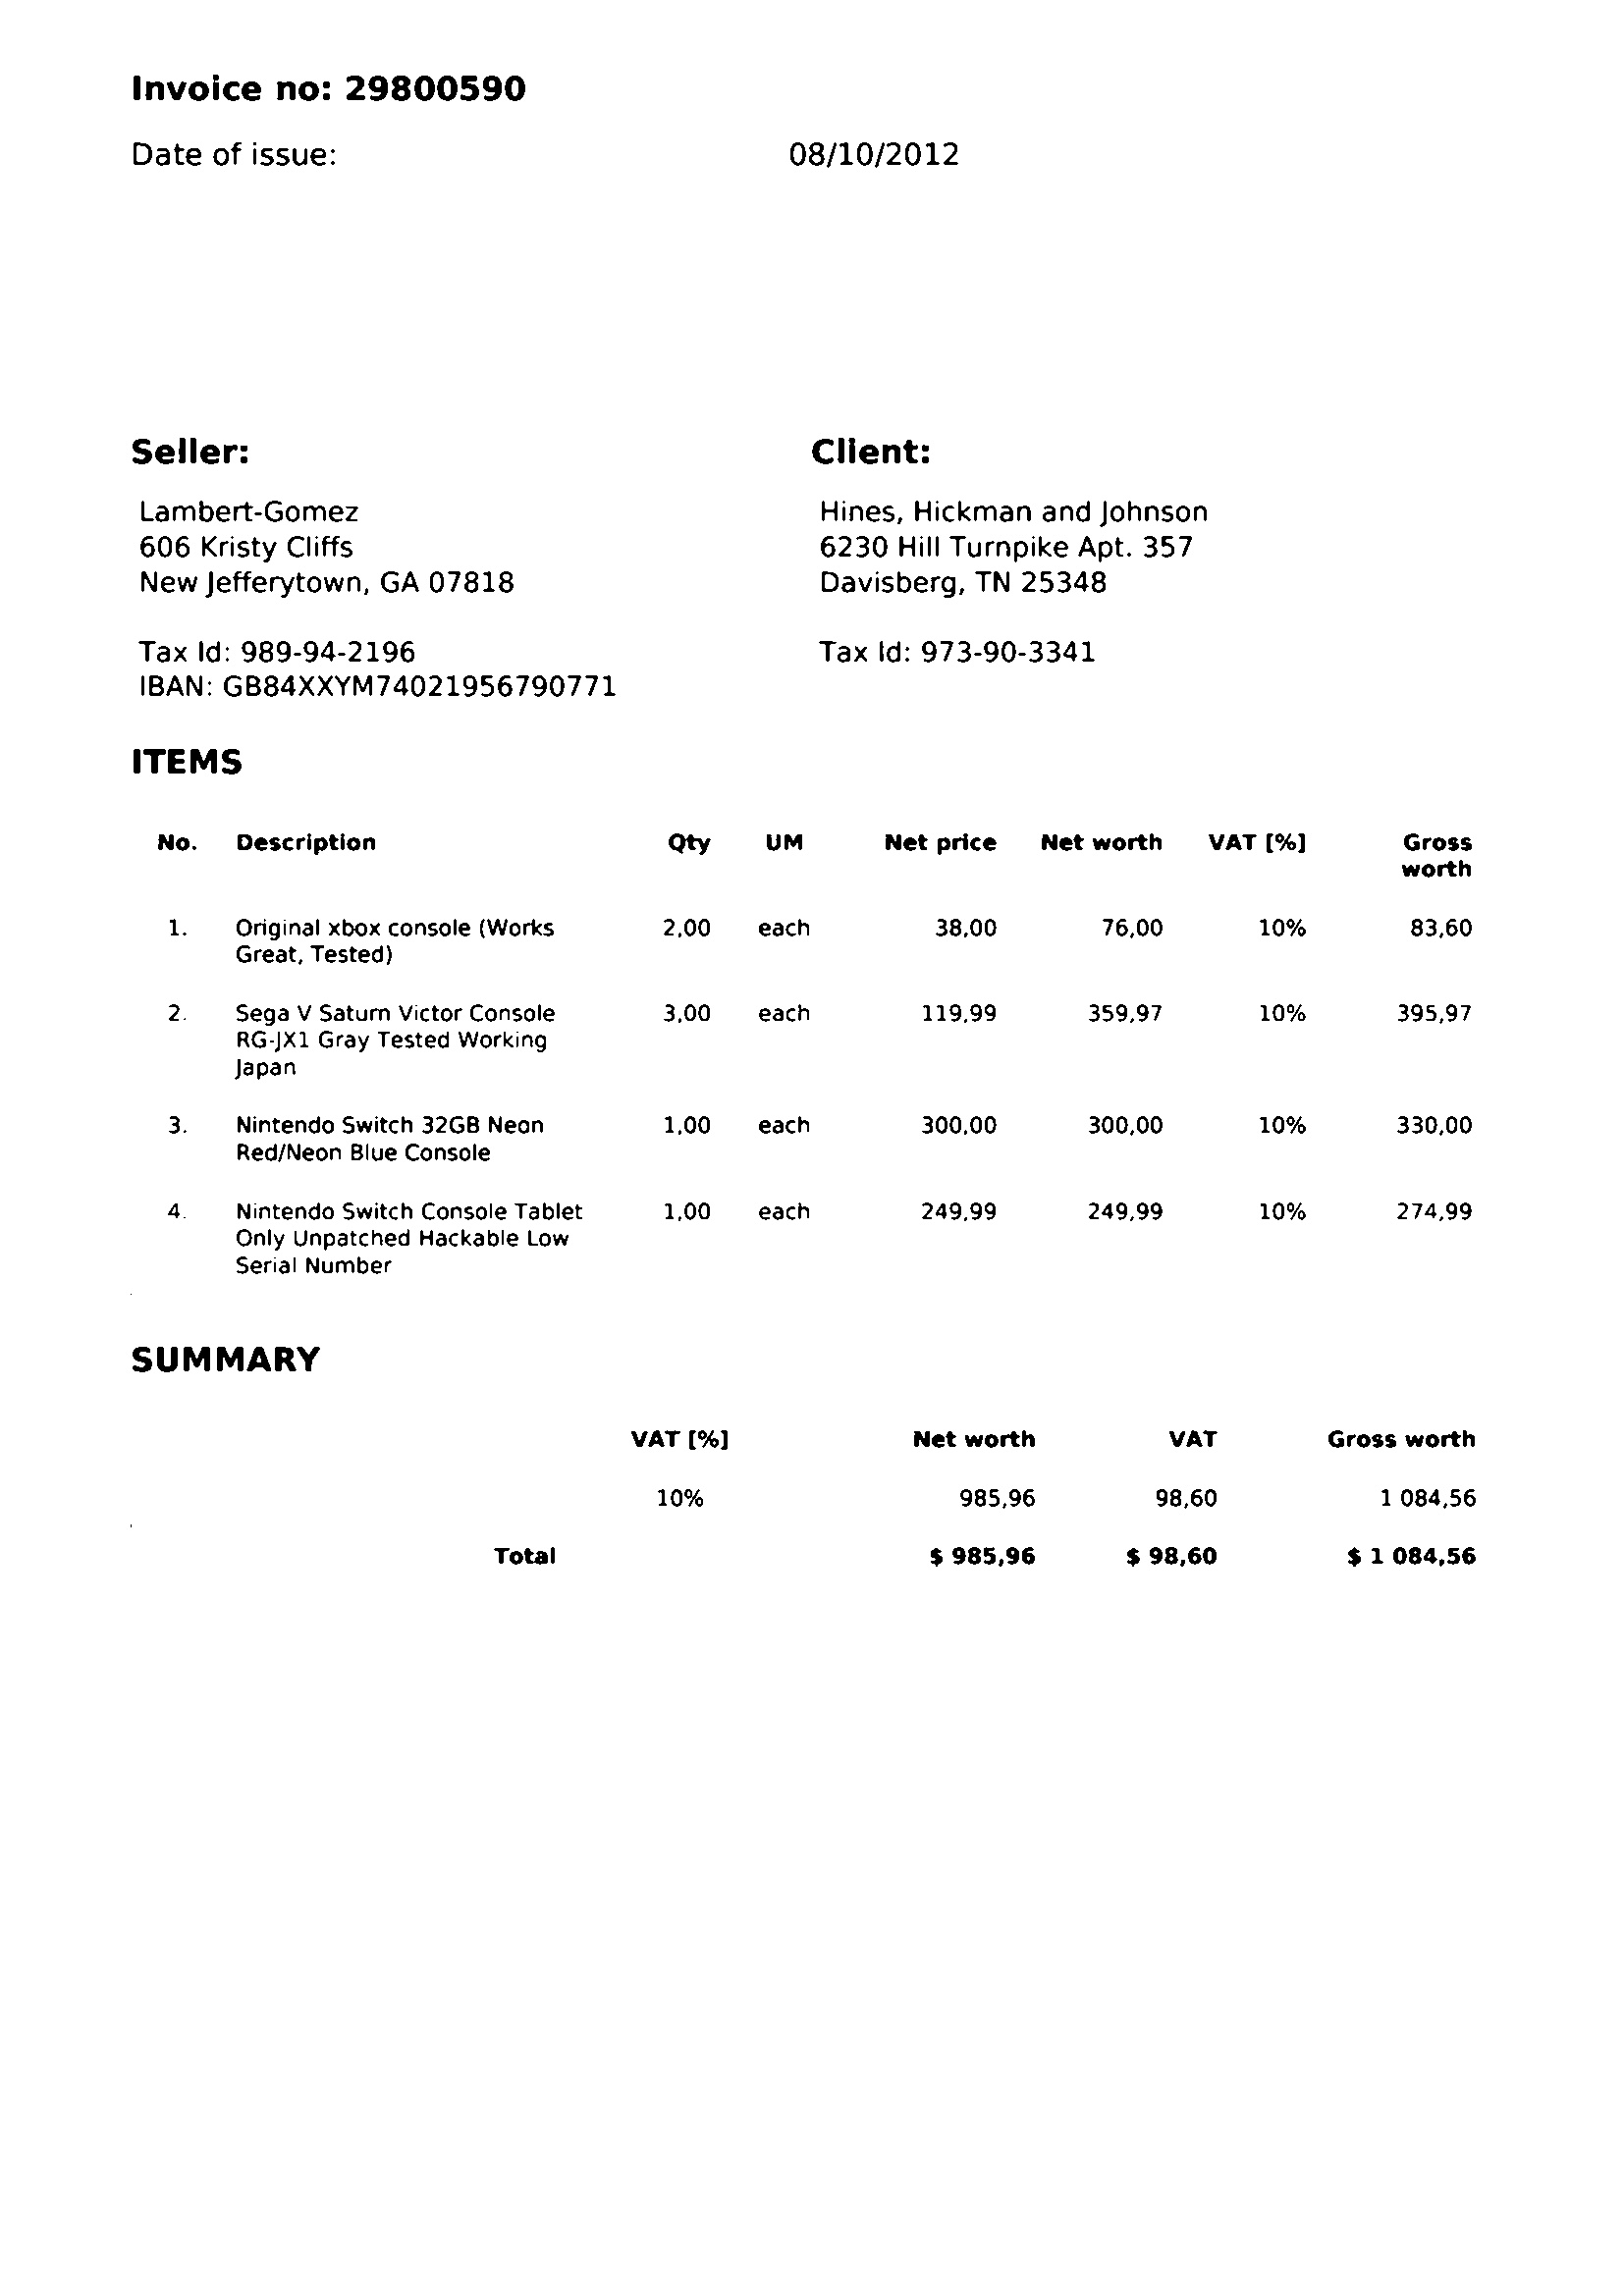 Invoice no: 29800590
Date of issue: 08/10/2012
Seller: Client:
Lambert-Gomez Hines, Hickman and Johnson
606 Kristy Cliffs 6230 Hill Turnpike Apt. 357
New Jefferytown, GA 07818 Davisberg, TN 25348
Tax Id: 989-94-2196 Tax Id: 973-90-3341
IBAN: GB84XXYM74021956790771
ITEMS
No. Description Qty UM Net price Net worth VAT [%] Gross
worth
1. Original xbox console (Works 2,00 each 38,00 76,00 10% 83,60
Great, Tested)
2. Sega V Saturn Victor Console 3,00 each 119,99 359,97 10% 395,97
RG-JX1 Gray Tested Working
Japan
3. Nintendo Switch 32GB Neon 1,00 each 300,00 300,00 10% 330,00
Red/Neon Blue Console
4. Nintendo Switch Console Tablet 1,00 each 249,99 249,99 10% 274,99
Only Unpatched Hackable Low
Serial Number
SUMMARY
VAT [%] Net worth VAT Gross worth
10% 985,96 98,60 1 084,56
Total $ 985,96 $ 98,60 $ 1 084,56